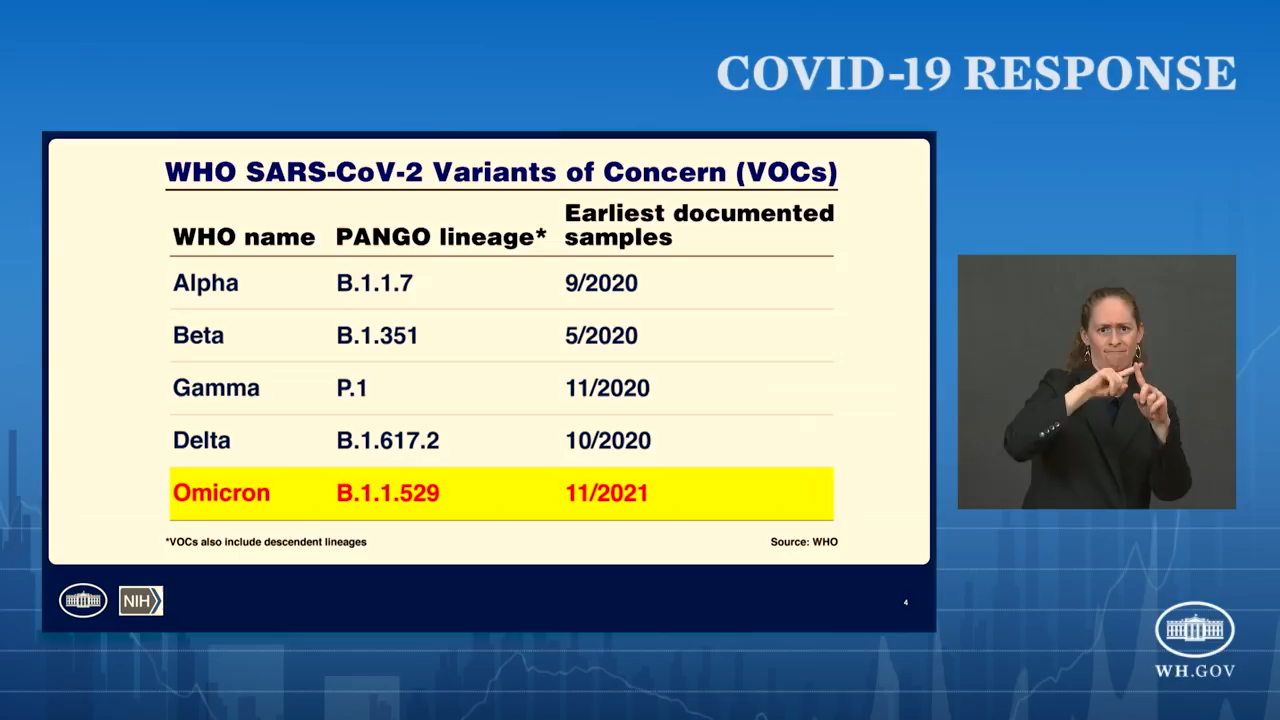 COVID-19 RESPONSE
WHO SARS-CoV-2 Variants of Concern (VOCs)
WHO name PANGO lineage* Earliest documented samples
Alpha B.1.1.7 9/2020
Beta B.1.351 5/2020
Gamma P.1 11/2020
Delta B.1.617.2 10/2020
Omicron B.1.1.529 11/2021
*VOCs also include descendent lineages Source: WHO
NIH 4
WH.GOV